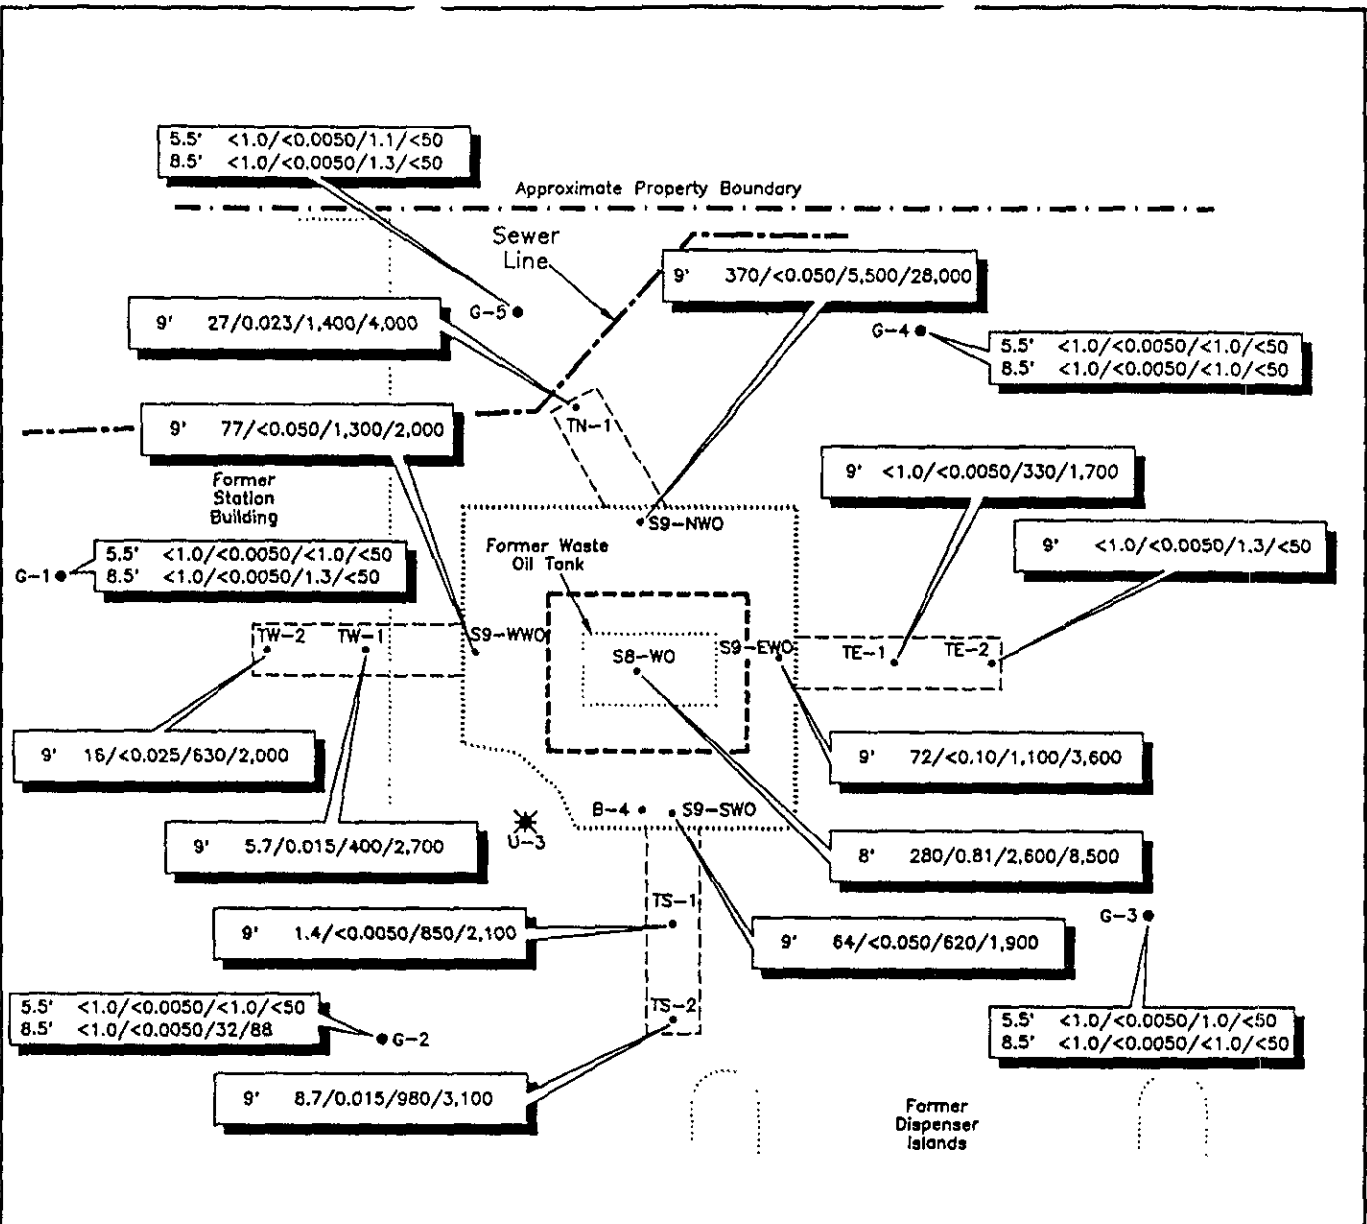 5.5' <1.0/<0.0050/1.1/<50
8.5' <1.0/<0.0050/1.3/<50
Approximate Property Boundary
Sewer
Line
9' 370/<0.050/5,500/28,000
9' 27/0.023/1,400/4,000
G-5
G-4
5.5' <1.0/<0.0050/<1.0/<50
8.5' <1.0/<0.0050/<1.0/<50
9' 77/<0.050/1,300/2,000
TN-1
9' <1.0/<0.0050/330/1,700
Former
Station
Building
S9-NWO
9' <1.0/<0.0050/1.3/<50
Former Waste
Oil Tank
G-1
5.5' <1.0/<0.0050/<1.0/<50
8.5' <1.0/<0.0050/1.3/<50
TW-2
TW-1
S9-WWO
S8-WO
S9-EWO
TE-1
TE-2
9' 16/<0.025/630/2,000
9' 72/<0.10/1,100/3,600
B-4
S9-SWO
U-3
9' 5.7/0.015/400/2,700
8' 280/0.81/2,600/8,500
TS-1
9' 1.4/<0.0050/850/2,100
9' 64/<0.050/620/1,900
G-3
5.5' <1.0/<0.0050/<1.0/<50
8.5' <1.0/<0.0050/32/88
TS-2
G-2
5.5' <1.0/<0.0050/1.0/<50
8.5' <1.0/<0.0050/<1.0/<50
9' 8.7/0.015/980/3,100
Former
Dispenser
Islands